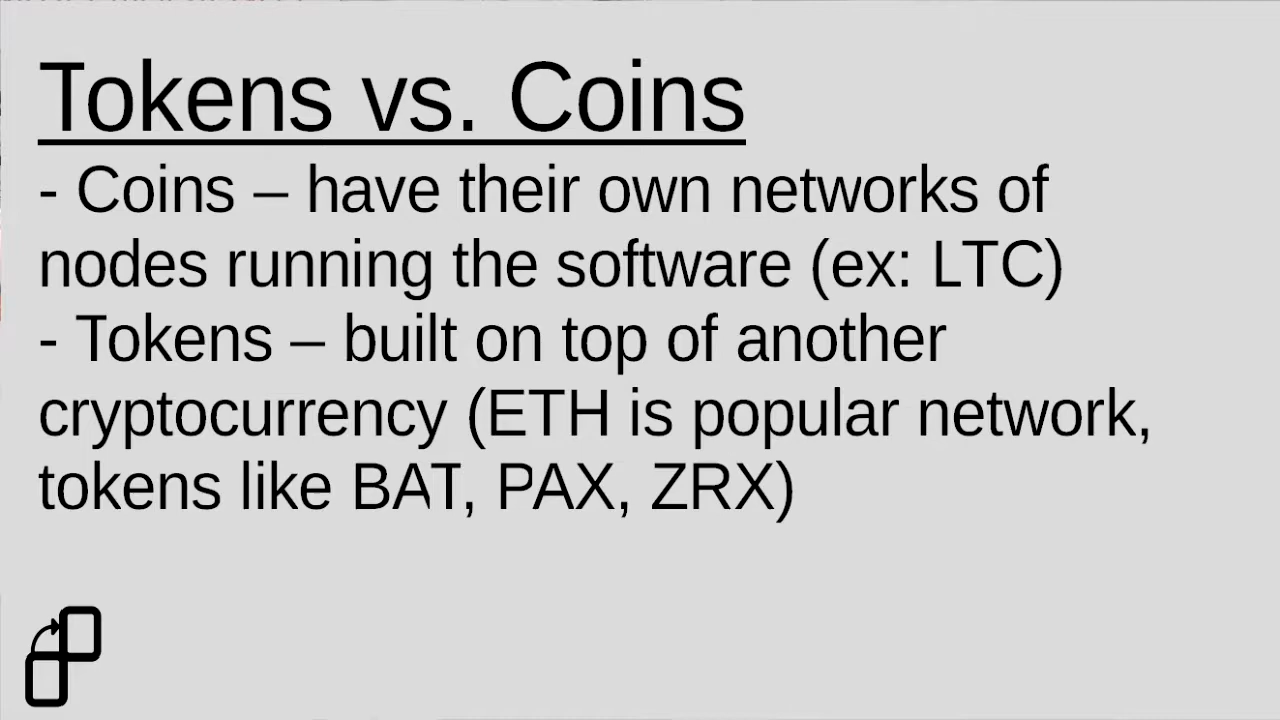 Tokens vs. Coins
- Coins – have their own networks of
nodes running the software (ex: LTC)
- Tokens – built on top of another
cryptocurrency (ETH is popular network,
tokens like BAT, PAX, ZRX)